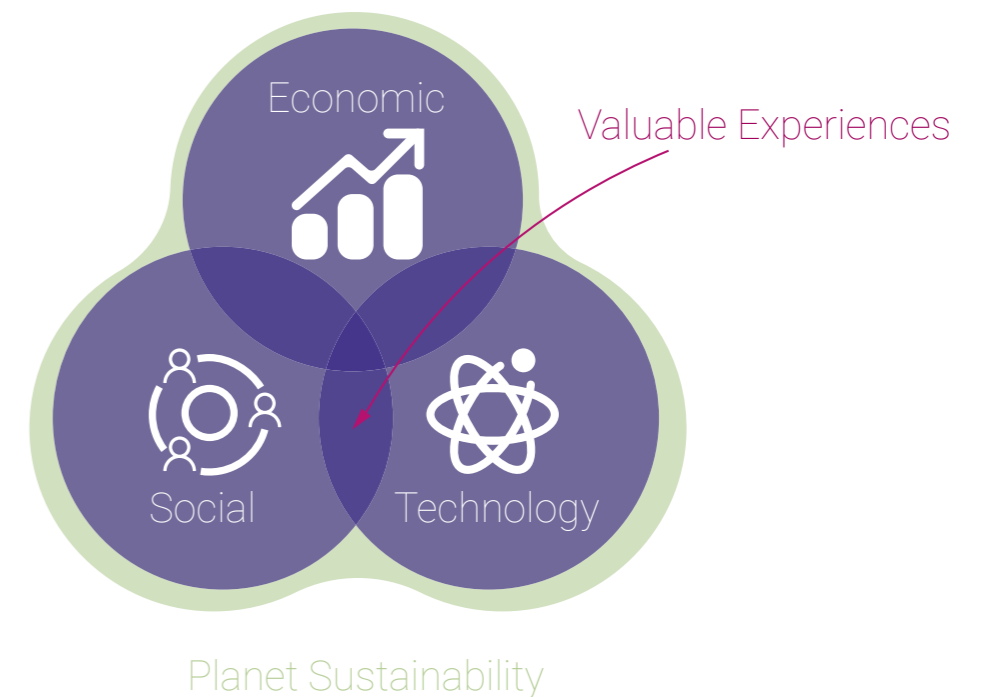 Economic
Valuable Experiences
Social
Technology
Planet Sustainability